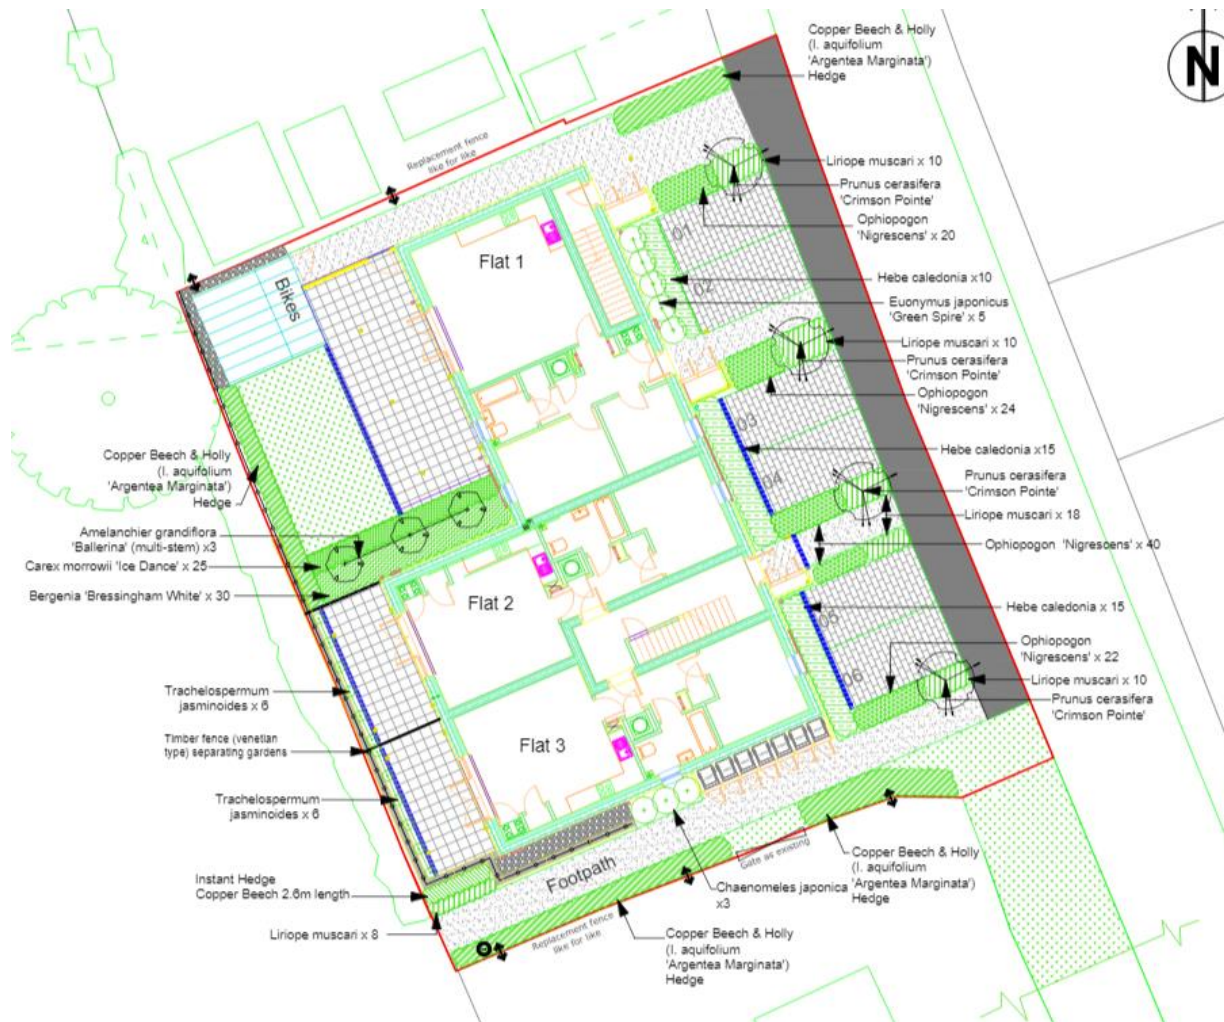 Copper Beech & Holly
(I. aquifolium
'Argentea Marginata')
Hedge
N
Replacement fence
like for like
Liriope muscari x 10
Prunus cerasifera
'Crimson Pointe'
Ophiopogon
'Nigrescens' x 20
01
Flat 1
Hebe caledonia x10
02
Bikes
Euonymus japonicus
'Green Spire' x 5
Liriope muscari x 10
Prunus cerasifera
'Crimson Pointe'
Ophiopogon
'Nigrescens' x 24
03
Hebe caledonia x15
Copper Beech & Holly
(I. aquifolium
'Argentea Marginata')
Hedge
04
Prunus cerasifera
'Crimson Pointe'
Liriope muscari x 18
Amelanchier grandiflora
'Ballerina' (multi-stem) x3
Ophiopogon 'Nigrescens' x 40
Carex morrowii 'Ice Dance' x 25
Bergenia 'Bressingham White' x 30
Flat 2
Hebe caledonia x 15
05
Ophiopogon
'Nigrescens' x 22
06
Liriope muscari x 10
Prunus cerasifera
'Crimson Pointe'
Trachelospermum
jasminoides x 6
Timber fence (venetian
type) separating gardens
Flat 3
Trachelospermum
jasminoides x 6
Gate as existing
Copper Beech & Holly
(I. aquifolium
'Argentea Marginata')
Hedge
Footpath
Instant Hedge
Copper Beech 2.6m length
Chaenomeles japonica
x3
Liriope muscari x 8
Replacement fence
like for like
Copper Beech & Holly
(I. aquifolium
'Argentea Marginata')
Hedge